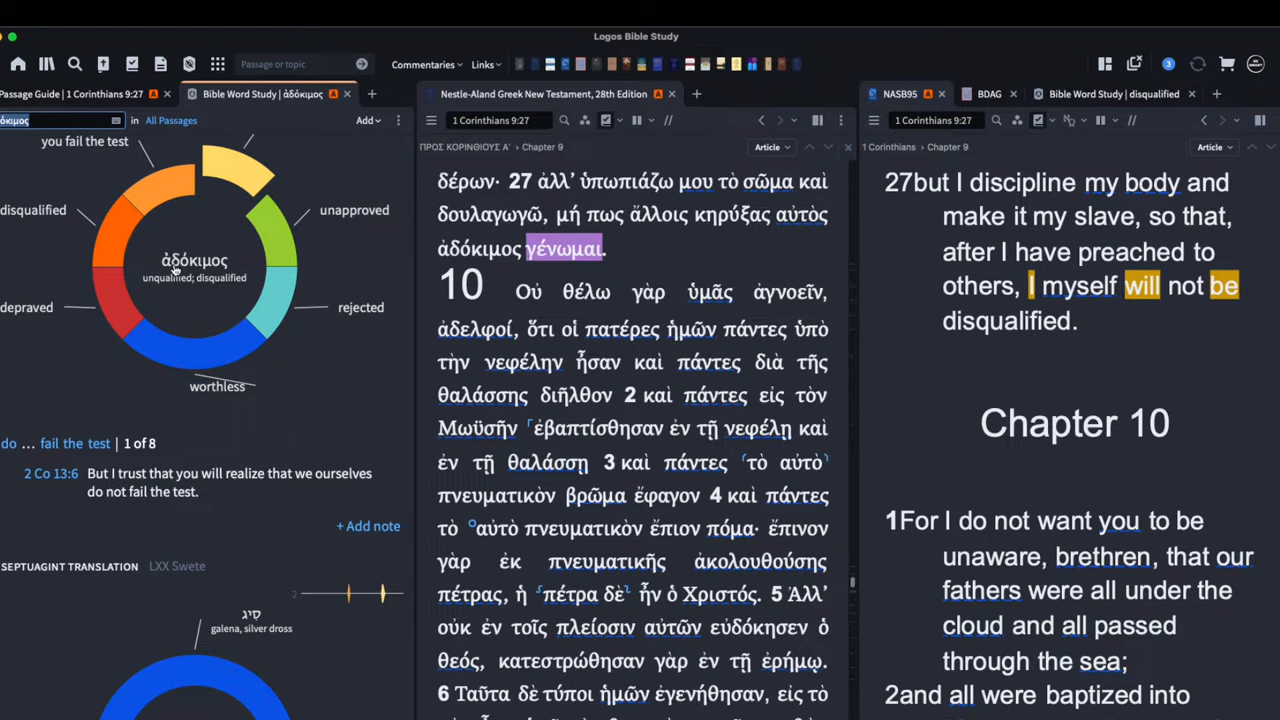 Logos Bible Study
Passage or topic
Commentaries
Links
3
Passage Guide | 1 Corinthians 9:27 A
Bible Word Study | ἀδόκιμος A
Nestle-Aland Greek New Testament, 28th Edition A
NASB95 A
BDAG
Bible Word Study | disqualified
όκιμος in All Passages
Add
1 Corinthians 9:27
1 Corinthians 9:27
ΠΡΟΣ ΚΟΡΙΝΘΙΟΥΣ Αʹ › Chapter 9
Article
1 Corinthians › Chapter 9
Article
you fail the test
disqualified
unapproved
ἀδόκιμος
unqualified; disqualified
depraved
rejected
worthless
do ... fail the test | 1 of 8
2 Co 13:6 But I trust that you will realize that we ourselves
do not fail the test.
+ Add note
SEPTUAGINT TRANSLATION LXX Swete
2
סִיג
galena, silver dross
δέρων· 27 ἀλλ’ ὑπωπιάζω μου τὸ σῶμα καὶ
δουλαγωγῶ, μή πως ἄλλοις κηρύξας αὐτὸς
ἀδόκιμος γένωμαι.
10 Οὐ θέλω γὰρ ὑμᾶς ἀγνοεῖν,
ἀδελφοί, ὅτι οἱ πατέρες ἡμῶν πάντες ὑπὸ
τὴν νεφέλην ἦσαν καὶ πάντες διὰ τῆς
θαλάσσης διῆλθον 2 καὶ πάντες εἰς τὸν
Μωϋσῆν ⸂ἐβαπτίσθησαν ἐν τῇ νεφέλῃ καὶ
ἐν τῇ θαλάσσῃ 3 καὶ πάντες ⸂τὸ αὐτὸ⸃
πνευματικὸν βρῶμα ἔφαγον 4 καὶ πάντες
τὸ °αὐτὸ πνευματικὸν ἔπιον πόμα· ἔπινον
γὰρ ἐκ πνευματικῆς ἀκολουθούσης
πέτρας, ἡ ⸂πέτρα δὲ⸃ ἦν ὁ Χριστός. 5 Ἀλλ’
οὐκ ἐν τοῖς πλείοσιν αὐτῶν εὐδόκησεν ὁ
θεός, κατεστρώθησαν γὰρ ἐν τῇ ἐρήμῳ.
6 Ταῦτα δὲ τύποι ἡμῶν ἐγενήθησαν, εἰς τὸ
27but I discipline my body and
make it my slave, so that,
after I have preached to
others, I myself will not be
disqualified.
Chapter 10
1For I do not want you to be
unaware, brethren, that our
fathers were all under the
cloud and all passed
through the sea;
2and all were baptized into